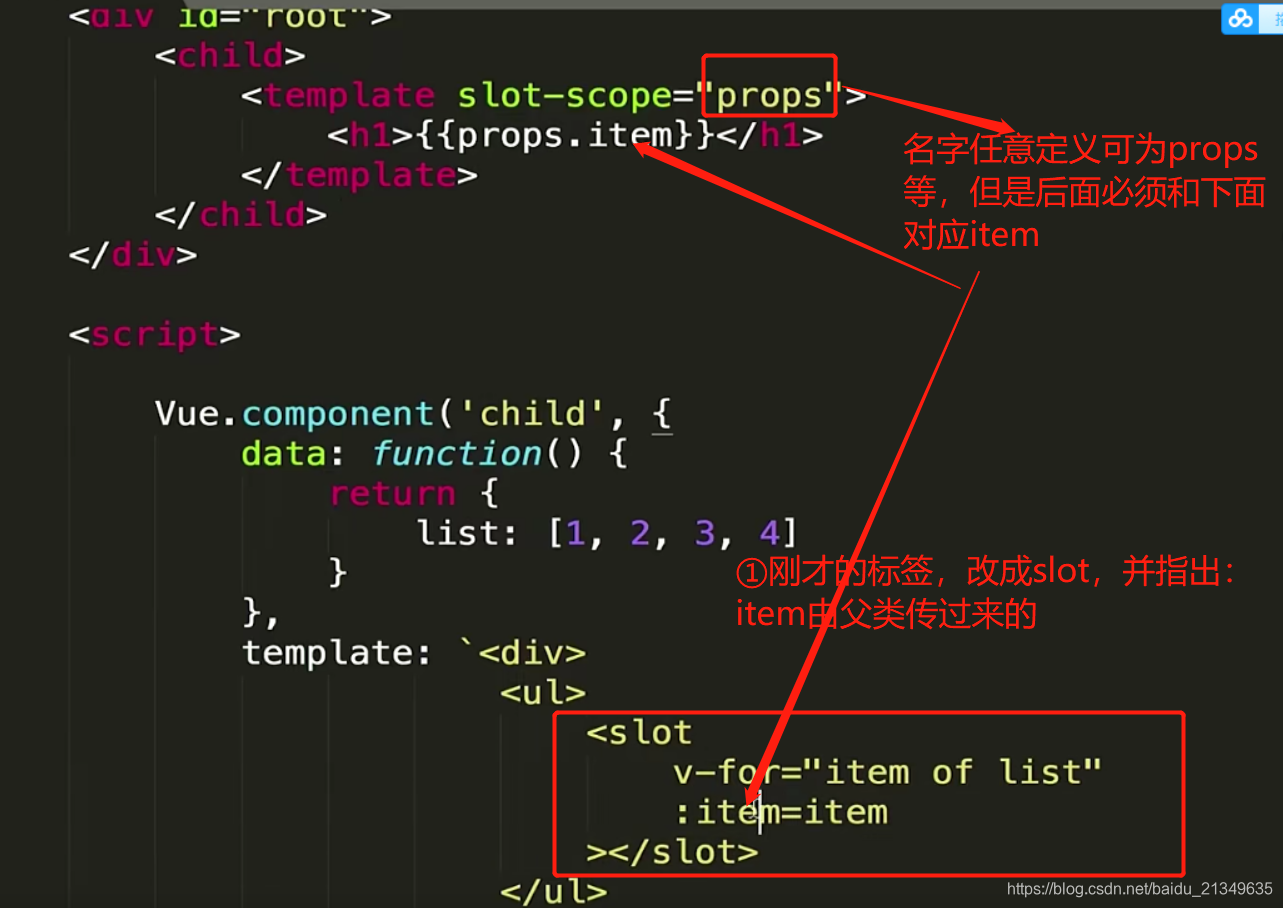 <div id="root">
<child>
<template slot-scope="props">
<h1>{{props.item}}</h1>
</template>
</child>
</div>
名字任意定义可为props
等，但是后面必须和下面
对应item
<script>
Vue.component('child', {
data: function() {
return {
list: [1, 2, 3, 4]
}
},
①刚才的标签，改成slot，并指出：
item由父类传过来的
template: `<div>
<ul>
<slot
v-for="item of list"
:item=item
></slot>
</ul>
https://blog.csdn.net/baidu_21349635